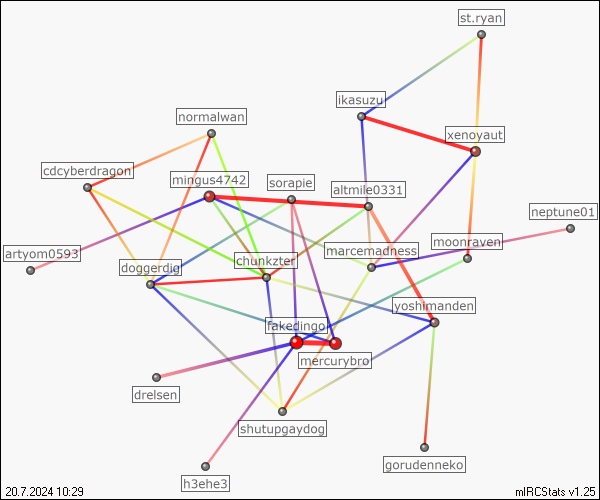 st.ryan
ikasuzu
normalwan
xenoyaut
cdcyberdragon
mingus4742
sorapie
altmile0331
neptune01
artyom0593
marcemadness
moonraven
doggerdig
chunkzter
yoshimanden
fakedingo
mercurybro
drelsen
shutupgaydog
gorudenneko
h3ehe3
20.7.2024 10:29
mIRCStats v1.25